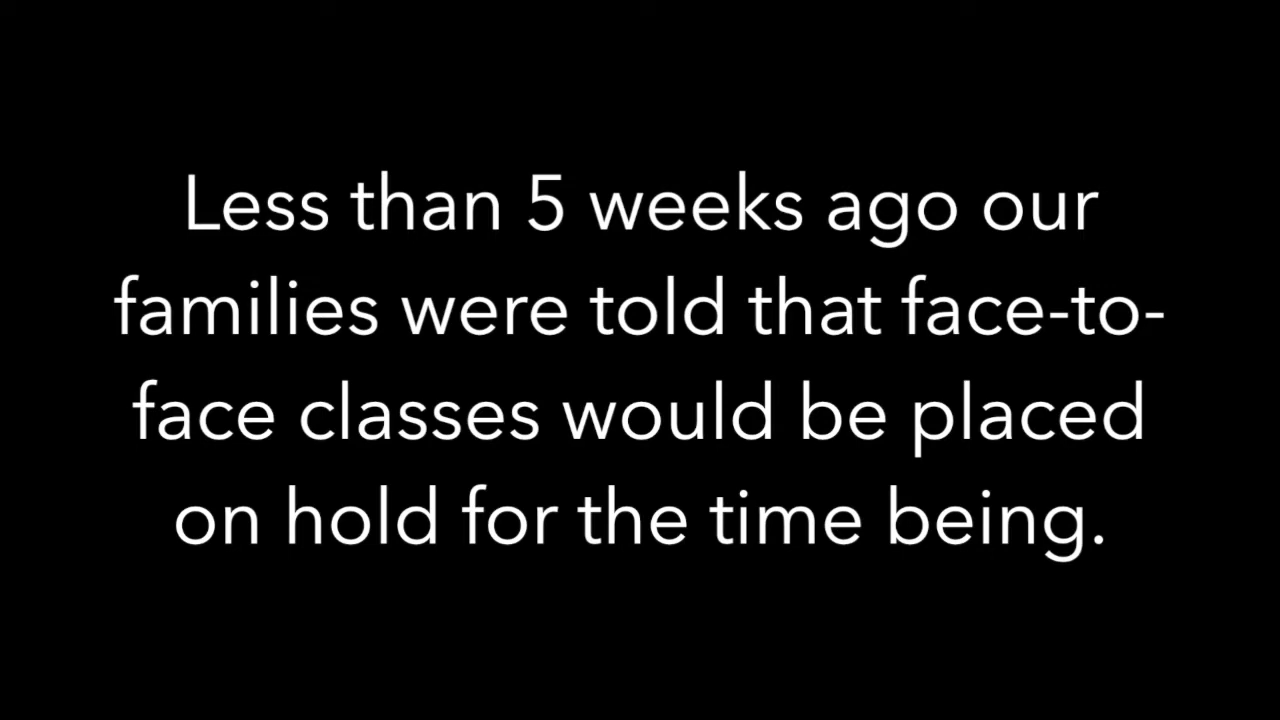 Less than 5 weeks ago our
families were told that face-to-
face classes would be placed
on hold for the time being.